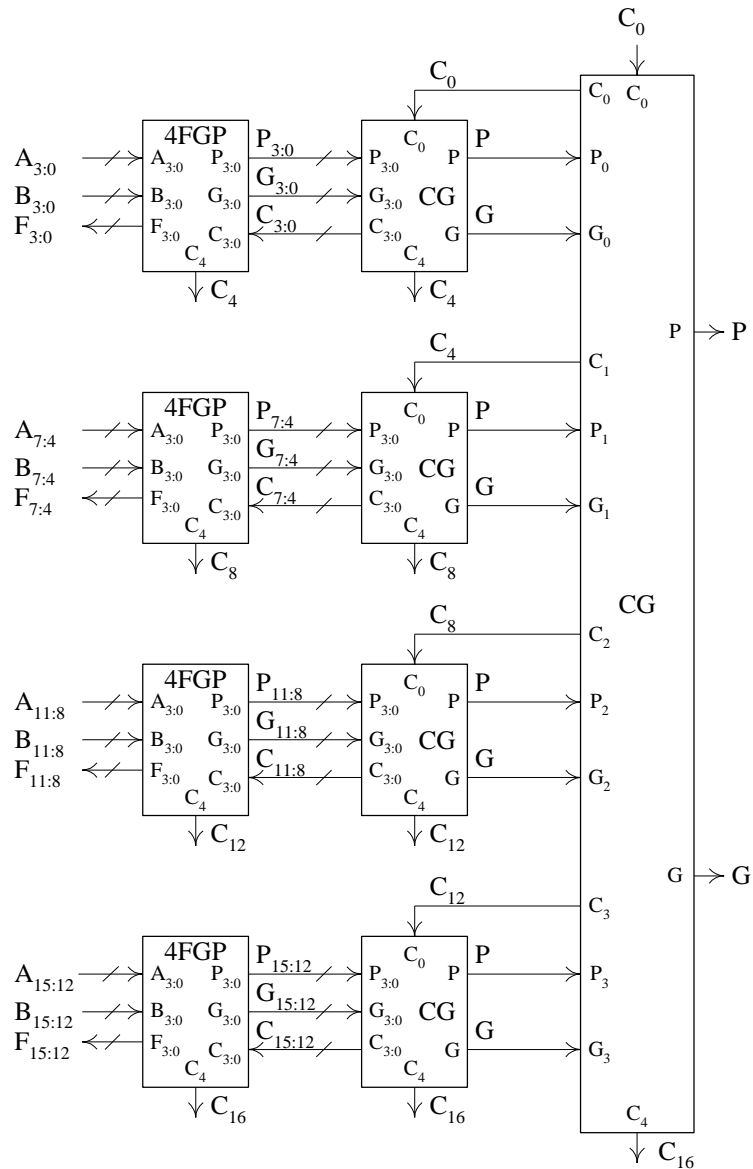 C₀
C₀ C₀ C₀
4FGP P₃:₀ C₀
A₃:₀ A₃:₀ P₃:₀ P₃:₀ P P P₀
G₃:₀
B₃:₀ B₃:₀ G₃:₀ G₃:₀ CG
F₃:₀ F₃:₀ C₃:₀ C₃:₀ C₃:₀ G G G₀
C₄ C₄
C₄ C₄
P P
C₄ C₁
4FGP P₇:₄ C₀
A₇:₄ A₃:₀ P₃:₀ P₃:₀ P P P₁
G₇:₄
B₇:₄ B₃:₀ G₃:₀ G₃:₀ CG
F₇:₄ F₃:₀ C₃:₀ C₇:₄ C₃:₀ G G G₁
C₄ C₄
C₈ C₈
CG
C₈ C₂
4FGP P₁₁:₈ C₀
A₁₁:₈ A₃:₀ P₃:₀ P₃:₀ P P P₂
G₁₁:₈
B₁₁:₈ B₃:₀ G₃:₀ G₃:₀ CG
F₁₁:₈ F₃:₀ C₃:₀ C₁₁:₈ C₃:₀ G G G₂
C₄ C₄
C₁₂ C₁₂
G G
C₁₂ C₃
4FGP P₁₅:₁₂ C₀
A₁₅:₁₂ A₃:₀ P₃:₀ P₃:₀ P P P₃
G₁₅:₁₂
B₁₅:₁₂ B₃:₀ G₃:₀ G₃:₀ CG
F₁₅:₁₂ F₃:₀ C₃:₀ C₁₅:₁₂ C₃:₀ G G G₃
C₄ C₄
C₁₆ C₁₆
C₄
C₁₆